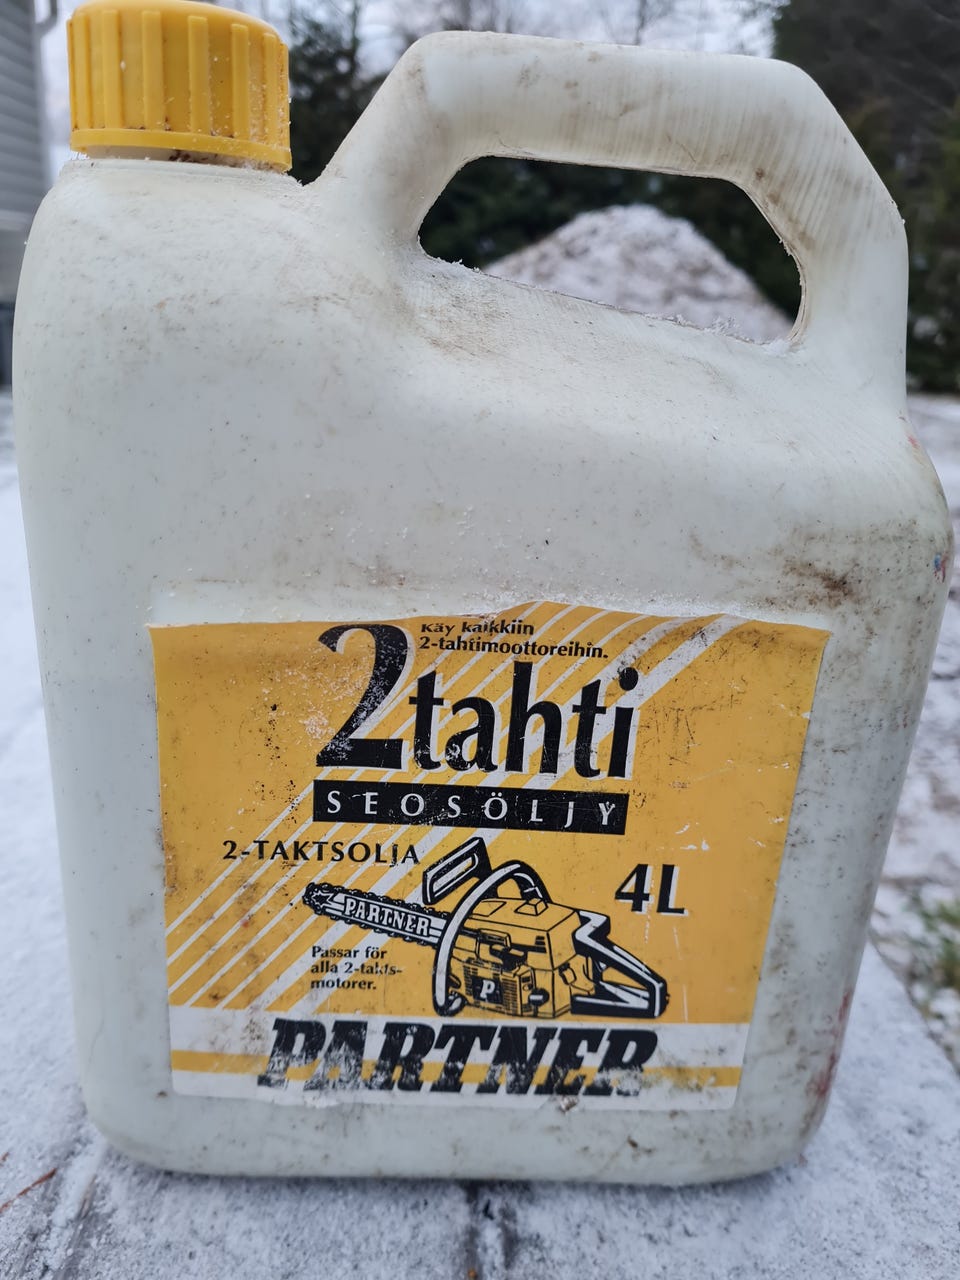 Käy kaikkiin
2-tahtimoottoreihin.
2tahti
SEOSÖLJY
2-TAKTSOLJA
4L
PARTNER
Passar för
alla 2-takts-
motorer.
P
PARTNER